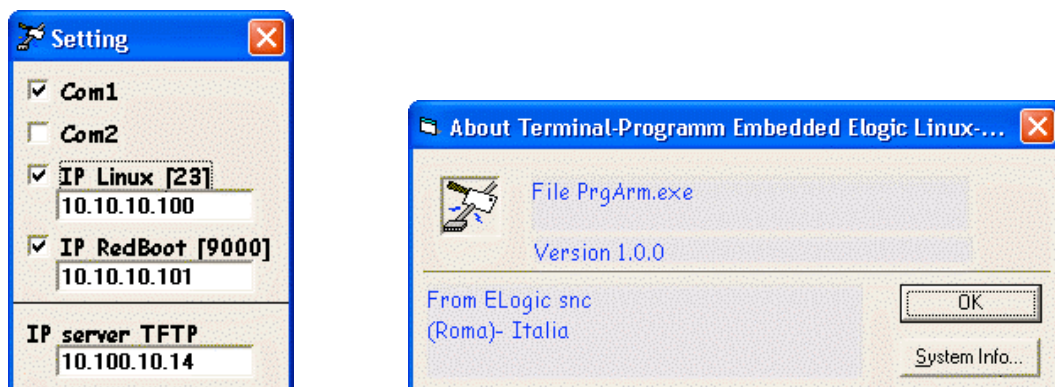 Setting
Com1
Com2
IP Linux [23]
10.10.10.100
IP RedBoot [9000]
10.10.10.101
IP server TFTP
10.100.10.14
About Terminal-Programm Embedded Elogic Linux-...
File PrgArm.exe
Version 1.0.0
From ELogic snc
(Roma)- Italia
OK
System Info...